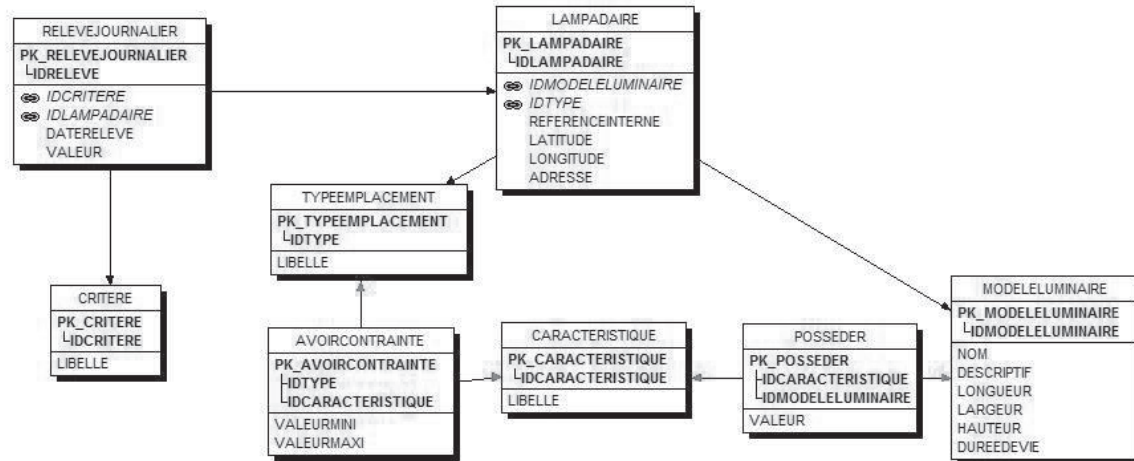 RELEVEJOURNALIER
PK_RELEVEJOURNALIER
IDRELEVE
IDCRITERE
IDLAMPADAIRE
DATERELEVE
VALEUR
LAMPADAIRE
PK_LAMPADAIRE
IDLAMPADAIRE
IDMODELELUMINAIRE
IDTYPE
REFERENCEINTERNE
LATITUDE
LONGITUDE
ADRESSE
TYPEEMPLACEMENT
PK_TYPEEMPLACEMENT
IDTYPE
LIBELLE
CRITERE
PK_CRITERE
IDCRITERE
LIBELLE
AVOIRCONTRAINTE
PK_AVOIRCONTRAINTE
IDTYPE
IDCARACTERISTIQUE
VALEURMINI
VALEURMAXI
CARACTERISTIQUE
PK_CARACTERISTIQUE
IDCARACTERISTIQUE
LIBELLE
POSSEDER
PK_POSSEDER
IDCARACTERISTIQUE
IDMODELELUMINAIRE
VALEUR
MODELELUMINAIRE
PK_MODELELUMINAIRE
IDMODELELUMINAIRE
NOM
DESCRIPTIF
LONGUEUR
LARGEUR
HAUTEUR
DUREEDEVIE